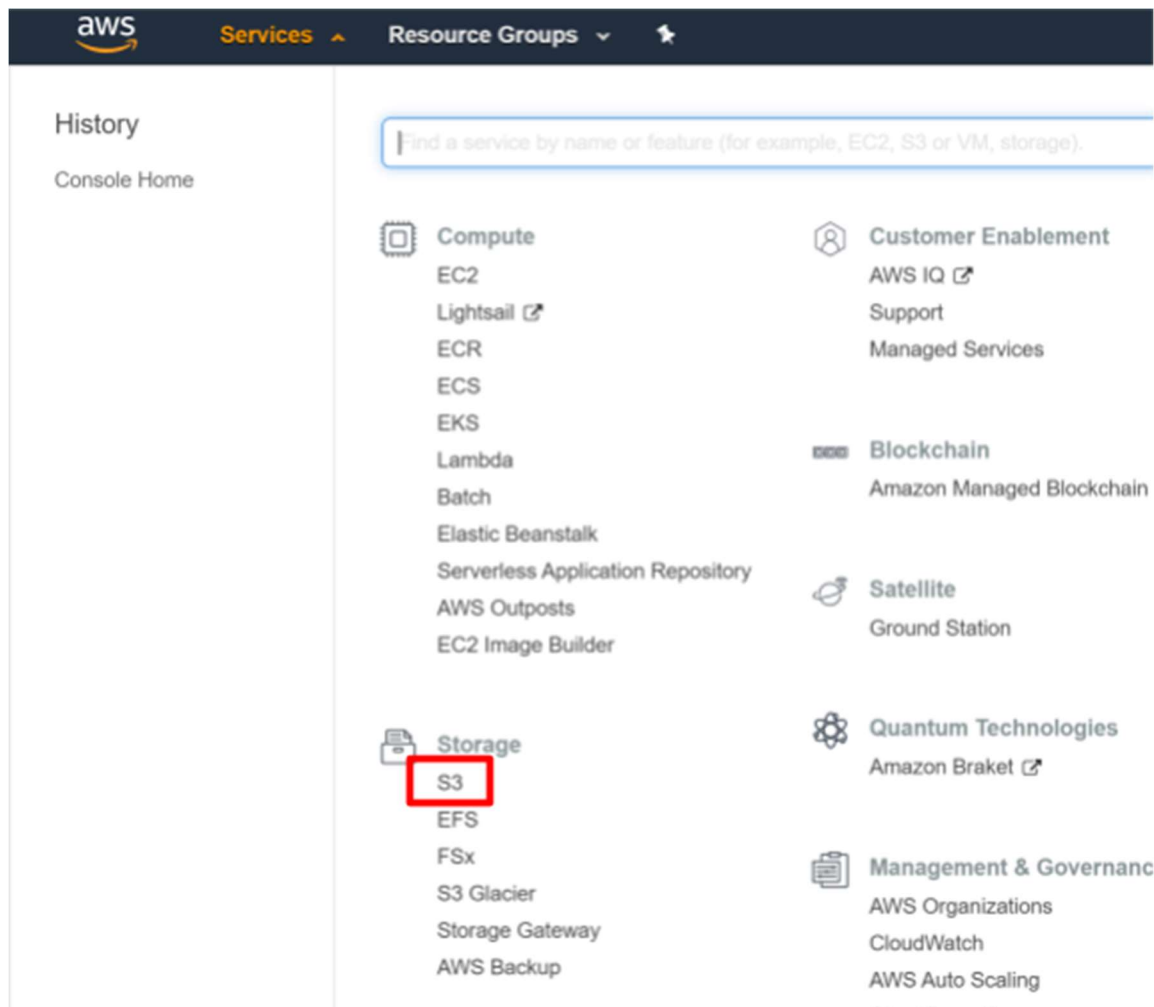 aws Services Resource Groups
History
Console Home
Find a service by name or feature (for example, EC2, S3 or VM, storage).
Compute
EC2
Lightsail
ECR
ECS
EKS
Lambda
Batch
Elastic Beanstalk
Serverless Application Repository
AWS Outposts
EC2 Image Builder
Storage
S3
EFS
FSx
S3 Glacier
Storage Gateway
AWS Backup
Customer Enablement
AWS IQ
Support
Managed Services
Blockchain
Amazon Managed Blockchain
Satellite
Ground Station
Quantum Technologies
Amazon Braket
Management & Governanc
AWS Organizations
CloudWatch
AWS Auto Scaling